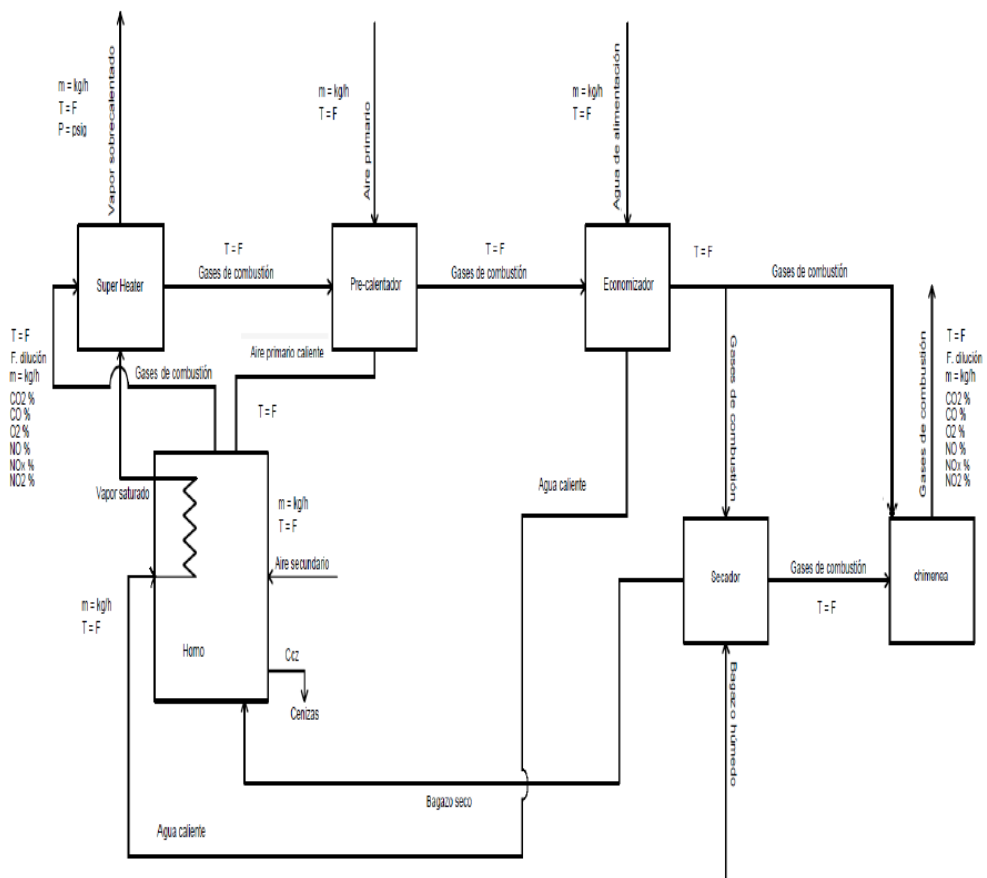 Vapor sobrecalentado
m = kg/h
T = F
P = psig
Aire primario
m = kg/h
T = F
Agua de alimentación
m = kg/h
T = F
Super Heater
T = F
Gases de combustión
Pre-calentador
T = F
Gases de combustión
Economizador
T = F
Gases de combustión
T = F
F. dilución
m = kg/h
CO2 %
CO %
O2 %
NO %
NOx %
NO2 %
Gases de combustión
Aire primario caliente
T = F
Gases de combustión
Gases de combustión
T = F
F. dilución
m = kg/h
CO2 %
CO %
O2 %
NO %
NOx %
NO2 %
Vapor saturado
m = kg/h
T = F
Aire secundario
Agua caliente
m = kg/h
T = F
Horno
Ccz
Cenizas
Secador
Gases de combustión
T = F
chimenea
Bagazo húmedo
Bagazo seco
Agua caliente